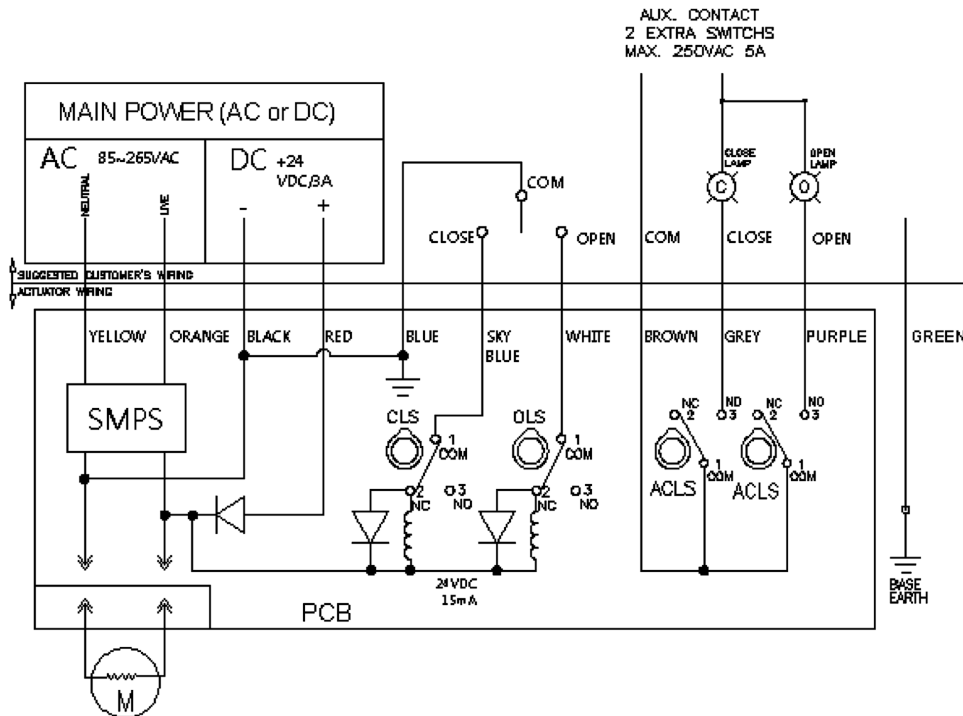 AUX. CONTACT
2 EXTRA SWITCHS
MAX. 250VAC 5A
MAIN POWER (AC or DC)
AC 85~265VAC
DC +24
VDC/3A
NEUTRAL
LIVE
- +
COM
CLOSE
OPEN
CLOSE
LAMP
OPEN
LAMP
C
O
COM
CLOSE
OPEN
SUGGESTED CUSTOMER'S WIRING
ACTUATOR WIRING
YELLOW
ORANGE
BLACK
RED
BLUE
SKY
BLUE
WHITE
BROWN
GREY
PURPLE
GREEN
SMPS
CLS
1
COM
2
NC
3
NO
OLS
1
COM
2
NC
3
NO
NC
2
NO
3
1
COM
ACLS
NC
2
NO
3
1
COM
ACLS
24VDC
15mA
BASE
EARTH
PCB
M